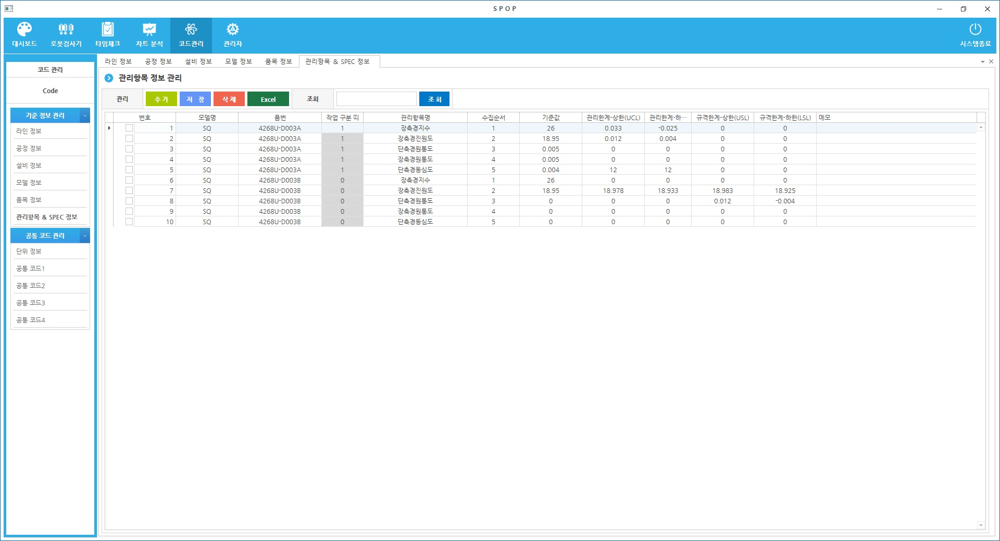 SPOP
대시보드 로봇검사기 타임체크 차트 분석 코드관리 관리자 시스템종료
코드 관리
Code
기준 정보 관리 -
라인 정보
공정 정보
설비 정보
모델 정보
품목 정보
관리항목 & SPEC 정보
공통 코드 관리 -
단위 정보
공통 코드1
공통 코드2
공통 코드3
공통 코드4
라인 정보 공정 정보 설비 정보 모델 정보 품목 정보 관리항목 & SPEC 정보
관리항목 정보 관리
관리 추 가 저 장 삭 제 Excel 조회 조 회
번호 모델명 품번 작업 구분 띠 관리항목명 수집순서 기준값 관리한계-상한(UCL) 관리한계-하··· 규격한계-상한(USL) 규격한계-하한(LSL) 메모
1 SQ 4268U-D003A 1 장축경지수 1 26 0.033 -0.025 0 0
2 SQ 4268U-D003A 1 장축경진원도 2 18.95 0.012 0.004 0 0
3 SQ 4268U-D003A 1 단축경원통도 3 0.005 0 0 0 0
4 SQ 4268U-D003A 1 장축경원통도 4 0.005 0 0 0 0
5 SQ 4268U-D003A 1 단축경동심도 5 0.004 12 12 0 0
6 SQ 4268U-D003B 0 장축경지수 1 26 0 0 0 0
7 SQ 4268U-D003B 0 장축경진원도 2 18.95 18.978 18.933 18.983 18.925
8 SQ 4268U-D003B 0 단축경원통도 3 0 0 0 0.012 -0.004
9 SQ 4268U-D003B 0 장축경원통도 4 0 0 0 0 0
10 SQ 4268U-D003B 0 단축경동심도 5 0 0 0 0 0